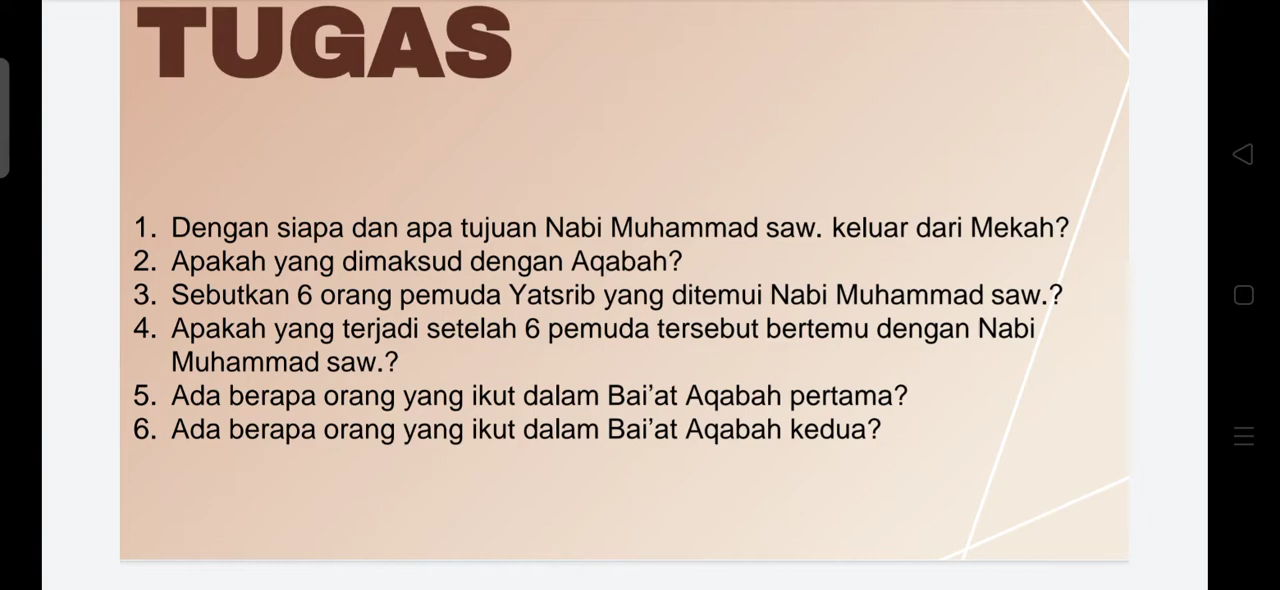 TUGAS
1. Dengan siapa dan apa tujuan Nabi Muhammad saw. keluar dari Mekah?
2. Apakah yang dimaksud dengan Aqabah?
3. Sebutkan 6 orang pemuda Yatsrib yang ditemui Nabi Muhammad saw.?
4. Apakah yang terjadi setelah 6 pemuda tersebut bertemu dengan Nabi
Muhammad saw.?
5. Ada berapa orang yang ikut dalam Bai’at Aqabah pertama?
6. Ada berapa orang yang ikut dalam Bai’at Aqabah kedua?